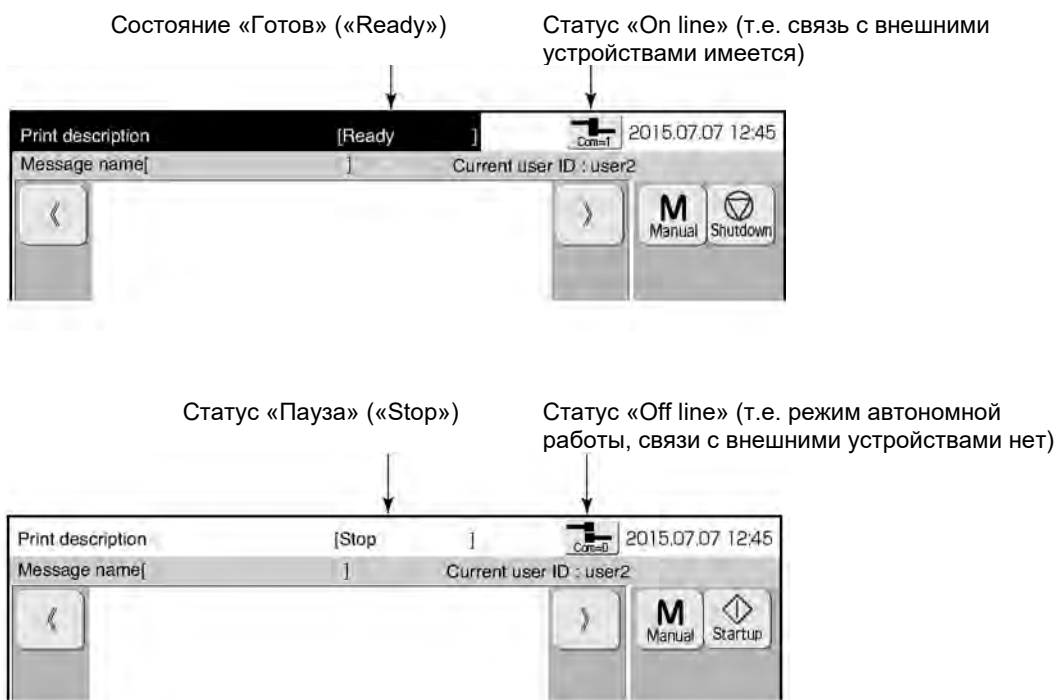 Состояние «Готов» («Ready»)
Статус «On line» (т.е. связь с внешними
устройствами имеется)
Print description [Ready ] Com=1 2015.07.07 12:45
Message name[ ] Current user ID : user2
《 》 M Manual Shutdown
Статус «Пауза» («Stop»)
Статус «Off line» (т.е. режим автономной
работы, связи с внешними устройствами нет)
Print description [Stop ] Com=0 2015.07.07 12:45
Message name[ ] Current user ID : user2
《 》 M Manual Startup